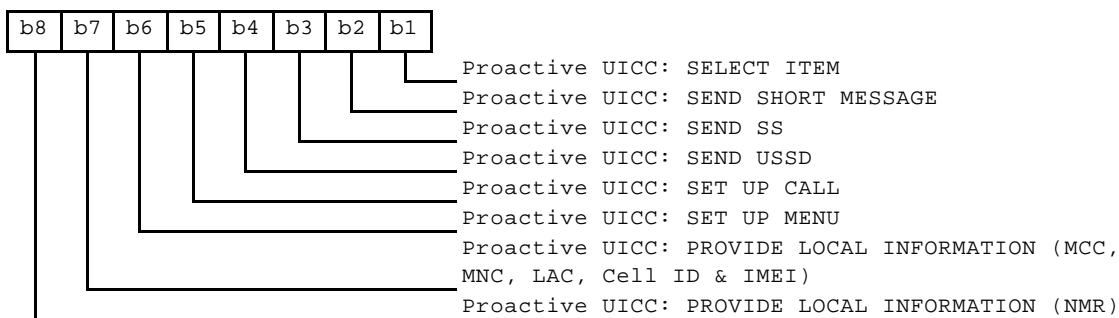 b8 b7 b6 b5 b4 b3 b2 b1
Proactive UICC: SELECT ITEM
Proactive UICC: SEND SHORT MESSAGE
Proactive UICC: SEND SS
Proactive UICC: SEND USSD
Proactive UICC: SET UP CALL
Proactive UICC: SET UP MENU
Proactive UICC: PROVIDE LOCAL INFORMATION (MCC,
MNC, LAC, Cell ID & IMEI)
Proactive UICC: PROVIDE LOCAL INFORMATION (NMR)